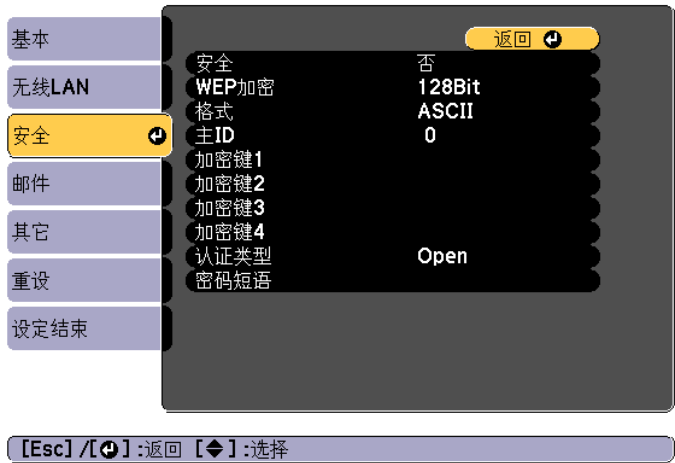 基本
无线LAN
安全
邮件
其它
重设
设定结束
返回
安全 否
WEP加密 128Bit
格式 ASCII
主ID 0
加密键1
加密键2
加密键3
加密键4
认证类型 Open
密码短语
[Esc] /[ ] :返回 [ ] :选择